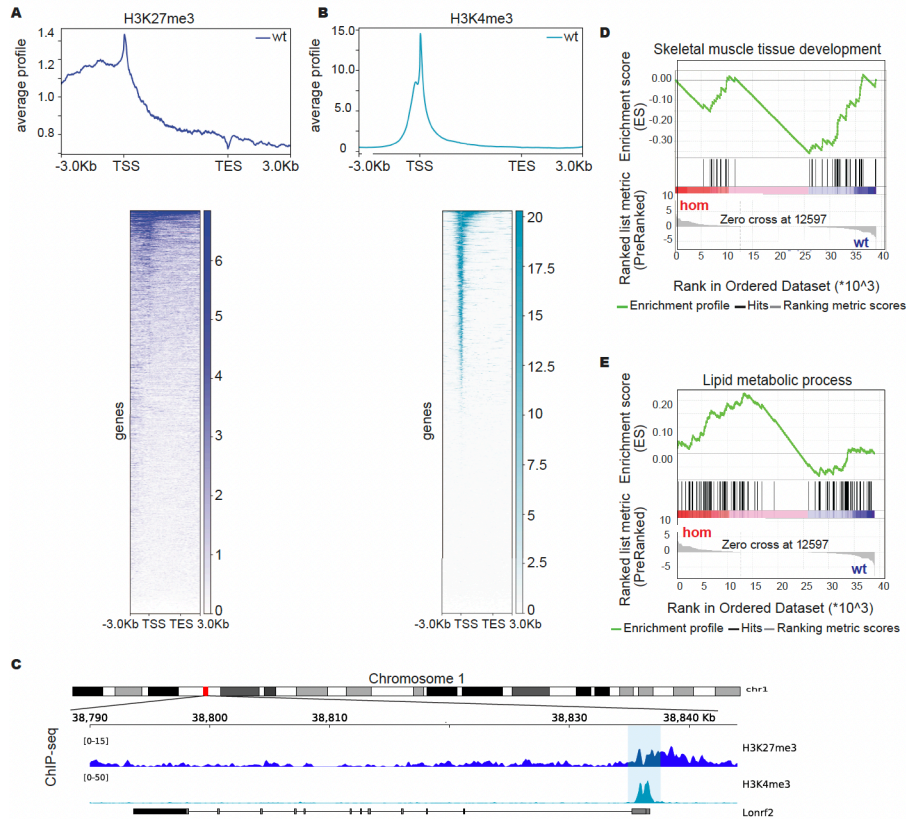 A
H3K27me3
average profile
1.4
1.2
1.0
0.8
wt
-3.0Kb TSS TES 3.0Kb
genes
6
5
4
3
2
1
0
-3.0Kb TSS TES 3.0Kb
B
H3K4me3
average profile
15.0
10.0
5.0
0
wt
-3.0Kb TSS TES 3.0Kb
genes
20
17.5
15
12.5
10
7.5
5
2.5
0
-3.0Kb TSS TES 3.0Kb
D
Skeletal muscle tissue development
Enrichment score
(ES)
0.00
-0.10
-0.20
-0.30
Ranked list metric
(PreRanked)
10
5
0
-5
hom
Zero cross at 12597
wt
0 5 10 15 20 25 30 35 40
Rank in Ordered Dataset (*10^3)
Enrichment profile Hits Ranking metric scores
E
Lipid metabolic process
Enrichment score
(ES)
0.20
0.10
0.00
Ranked list metric
(PreRanked)
10
5
0
-5
hom
Zero cross at 12597
wt
0 5 10 15 20 25 30 35 40
Rank in Ordered Dataset (*10^3)
Enrichment profile Hits Ranking metric scores
C
Chromosome 1
chr1
38,790 38,800 38,810 38,830 38,840 Kb
ChIP-seq
[0-15]
H3K27me3
[0-50]
H3K4me3
Lonrf2